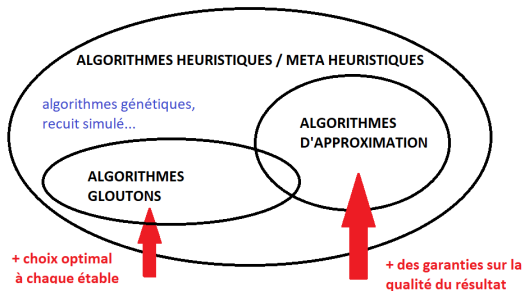 ALGORITHMES HEURISTIQUES / META HEURISTIQUES
algorithmes génétiques,
recuit simulé...
ALGORITHMES
D'APPROXIMATION
ALGORITHMES
GLOUTONS
+ choix optimal
à chaque étable
+ des garanties sur la
qualité du résultat